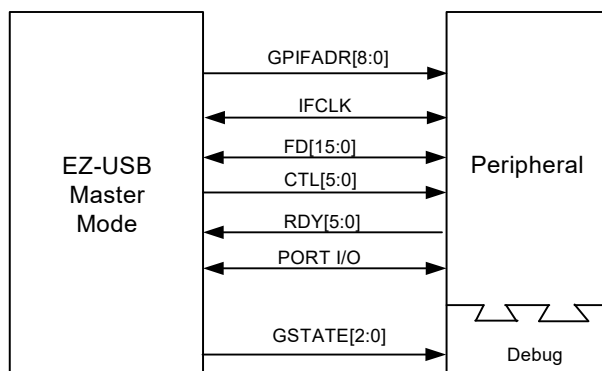 GPIFADR[8:0]
IFCLK
FD[15:0]
CTL[5:0]
RDY[5:0]
PORT I/O
GSTATE[2:0]
EZ-USB
Master
Mode
Peripheral
Debug